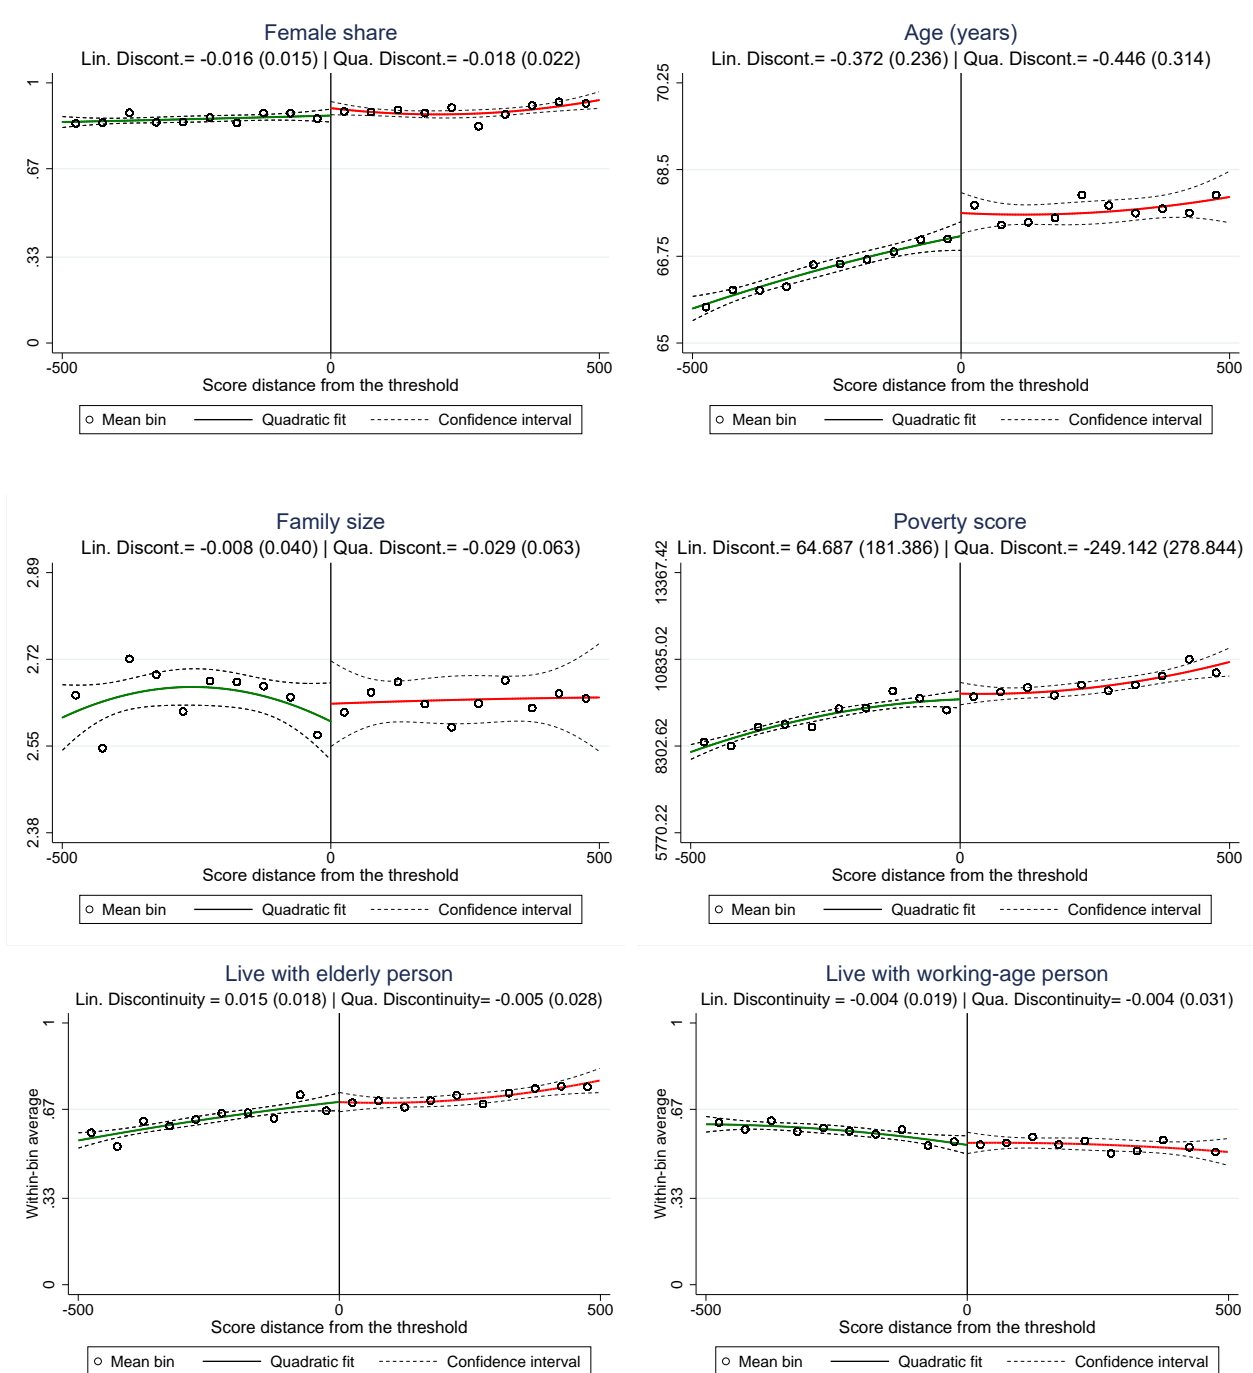 Female share
Lin. Discont.= -0.016 (0.015) | Qua. Discont.= -0.018 (0.022)
1
.67
.33
0
-500 0 500
Score distance from the threshold
Mean bin Quadratic fit Confidence interval
Age (years)
Lin. Discont.= -0.372 (0.236) | Qua. Discont.= -0.446 (0.314)
70.25
68.5
66.75
65
-500 0 500
Score distance from the threshold
Mean bin Quadratic fit Confidence interval
Family size
Lin. Discont.= -0.008 (0.040) | Qua. Discont.= -0.029 (0.063)
2.89
2.72
2.55
2.38
-500 0 500
Score distance from the threshold
Mean bin Quadratic fit Confidence interval
Poverty score
Lin. Discont.= 64.687 (181.386) | Qua. Discont.= -249.142 (278.844)
13367.42
10835.02
8302.62
5770.22
-500 0 500
Score distance from the threshold
Mean bin Quadratic fit Confidence interval
Live with elderly person
Lin. Discontinuity = 0.015 (0.018) | Qua. Discontinuity= -0.005 (0.028)
Within-bin average
1
.67
.33
0
-500 0 500
Score distance from the threshold
Mean bin Quadratic fit Confidence interval
Live with working-age person
Lin. Discontinuity = -0.004 (0.019) | Qua. Discontinuity= -0.004 (0.031)
Within-bin average
1
.67
.33
0
-500 0 500
Score distance from the threshold
Mean bin Quadratic fit Confidence interval